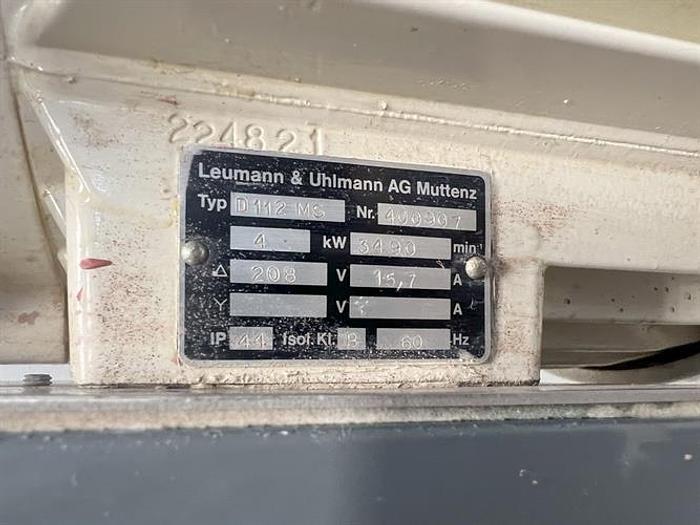 224821
Leumann & Uhlmann AG Muttenz
Typ D112 MS Nr. 400907
4 kW 3490 min
Δ 208 V 15,7 A
Y V A
IP 44 Isol. Kl. B 60 Hz